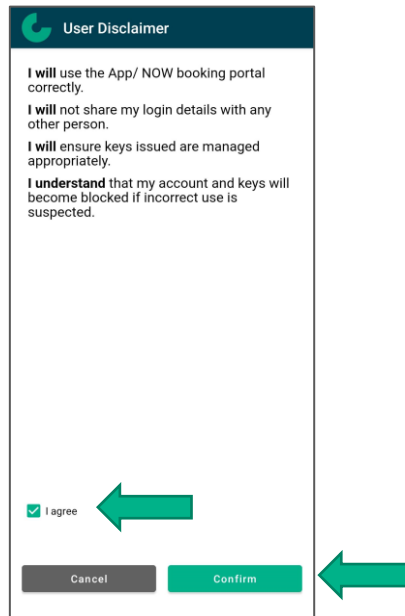 User Disclaimer
I will use the App/ NOW booking portal
correctly.
I will not share my login details with any
other person.
I will ensure keys issued are managed
appropriately.
I understand that my account and keys will
become blocked if incorrect use is
suspected.
I agree
Cancel
Confirm